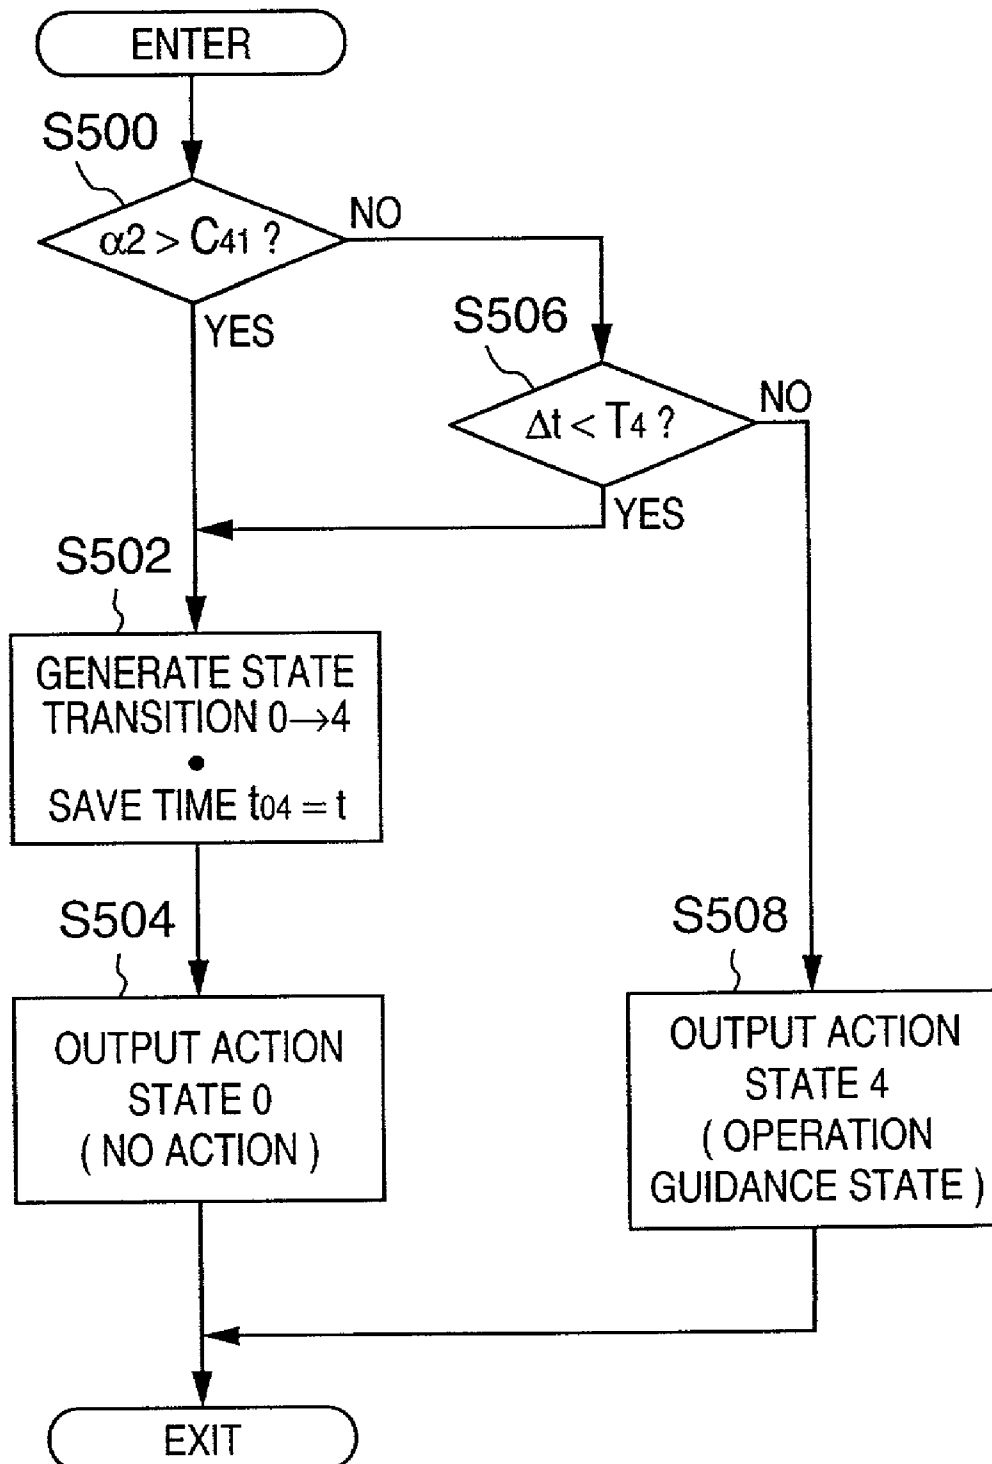 ENTER
S500
α2 > C41 ?
NO
YES
S506
Δt < T4 ?
NO
YES
S502
GENERATE STATE
TRANSITION 0→4
•
SAVE TIME t04 = t
S504
OUTPUT ACTION
STATE 0
( NO ACTION )
S508
OUTPUT ACTION
STATE 4
( OPERATION
GUIDANCE STATE )
EXIT